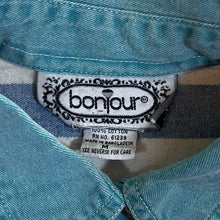 bonjour®
100% COTTON
RN NO. 61239
MADE IN BANGLADESH
M
SEE REVERSE FOR CARE